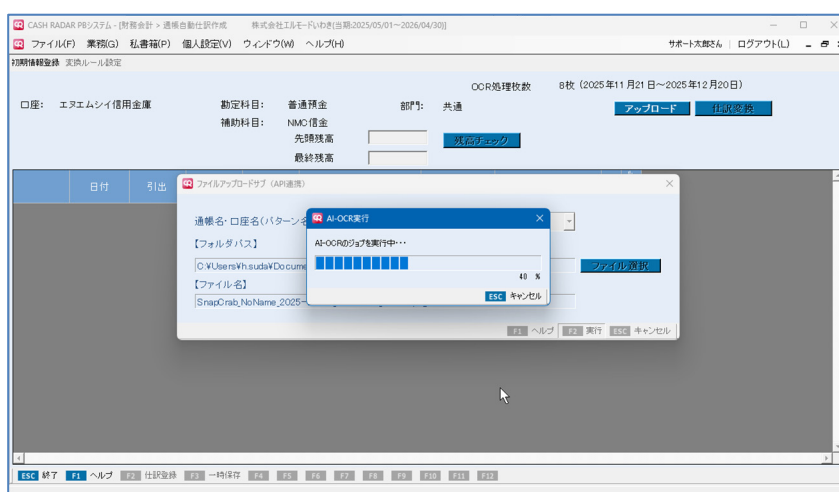 CASH RADAR PBシステム - [財務会計 > 通帳自動仕訳作成 株式会社エルモードいわき(当期:2025/05/01～2026/04/30)]
ファイル(F) 業務(G) 私書箱(P) 個人設定(V) ウィンドウ(W) ヘルプ(H) サポート太郎さん ログアウト(L)
初期情報登録 変換ルール設定
OCR処理枚数 8枚 (2025年11月21日～2025年12月20日)
口座: エヌエムシイ信用金庫 勘定科目: 普通預金 部門: 共通 アップロード 仕訳変換
補助科目: NMC信金
先頭残高 残高チェック
最終残高
日付 引出
ファイルアップロードサブ (API連携)
通帳名・口座名(パターン名
AI-OCR実行
AI-OCRのジョブを実行中・・・
40 %
ESC キャンセル
【フォルダパス】
C:¥Users¥h.suda¥Docume ファイル選択
【ファイル名】
SnapCrab_NoName_2025-
F1 ヘルプ F2 実行 ESC キャンセル
ESC 終了 F1 ヘルプ F2 仕訳登録 F3 一時保存 F4 F5 F6 F7 F8 F9 F10 F11 F12